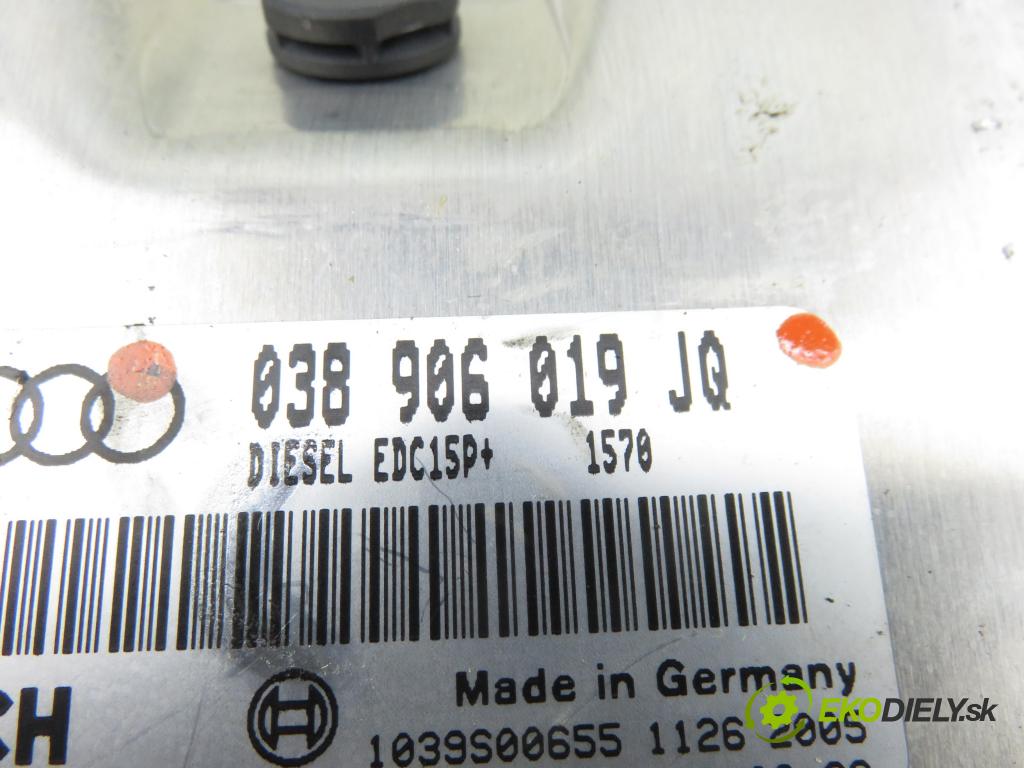 038 906 019 JQ
DIESEL EDC15P+ 1570
CH
Made in Germany
1039S00655 1126 2005
EKODIELY.sk